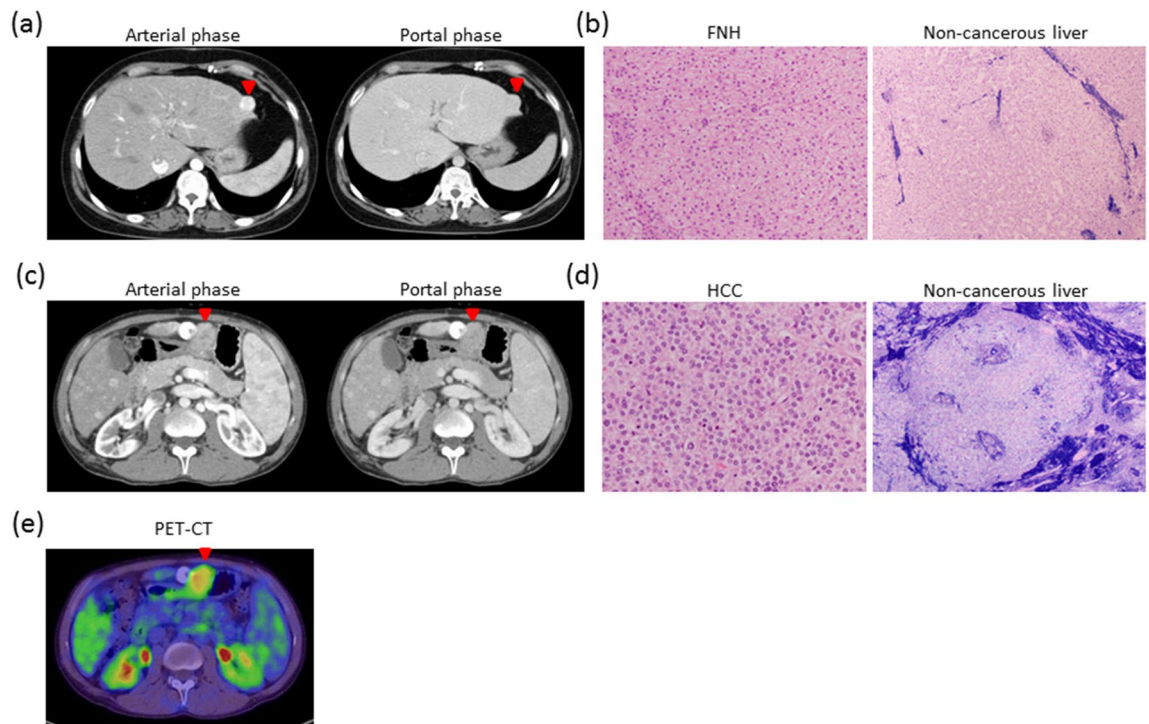 (a)
Arterial phase
Portal phase
(b)
FNH
Non-cancerous liver
(c)
Arterial phase
Portal phase
(d)
HCC
Non-cancerous liver
(e)
PET-CT